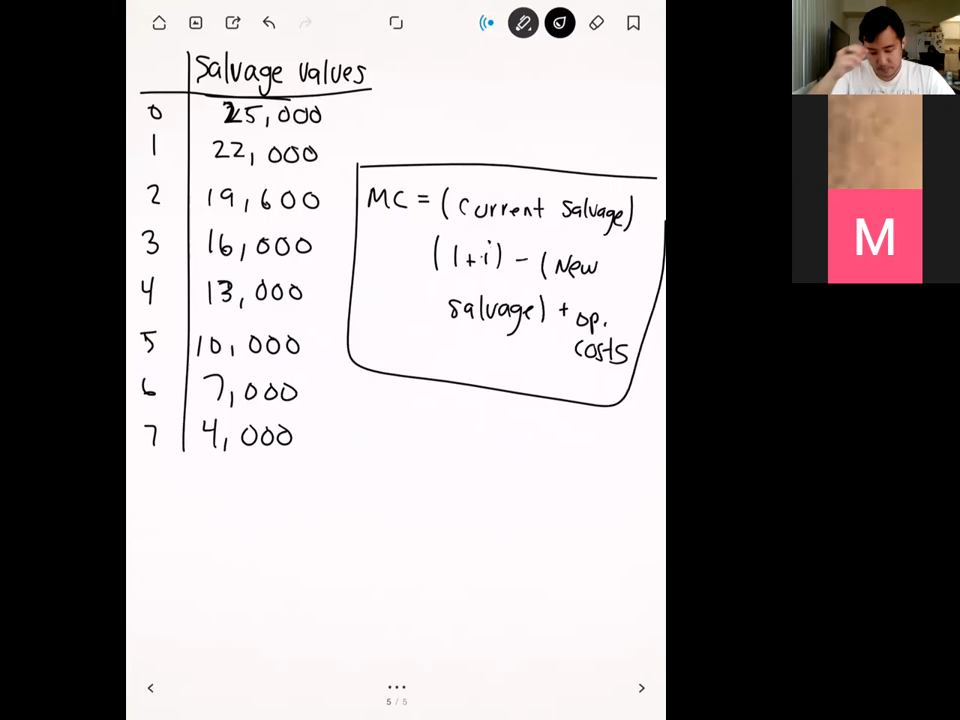 Salvage values
0 25,000
1 22,000
2 19,600
3 16,000
4 13,000
5 10,000
6 7,000
7 4,000
MC = (current salvage)
(1+i) - (New
salvage) + op.
costs
M
5 / 5